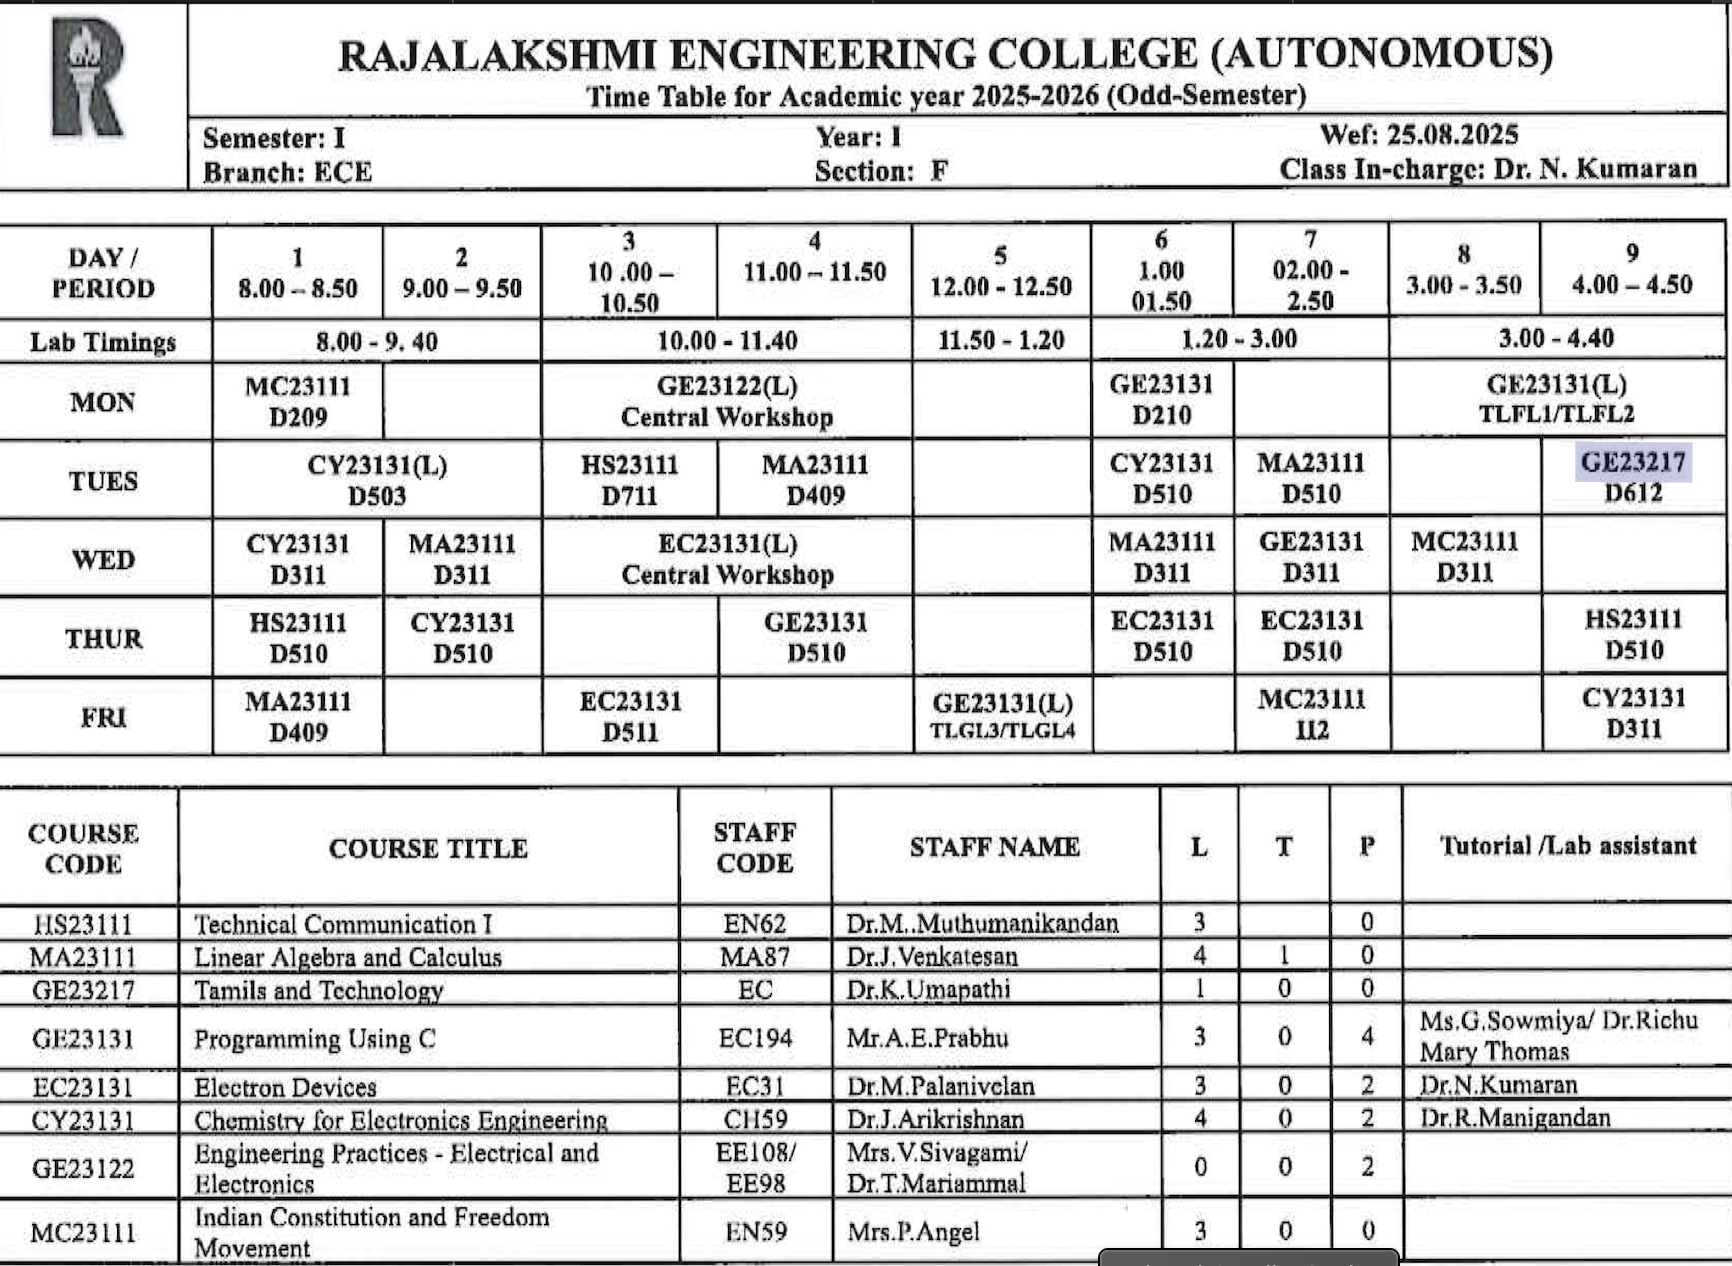 RAJALAKSHMI ENGINEERING COLLEGE (AUTONOMOUS)
Time Table for Academic year 2025-2026 (Odd-Semester)
Semester: I Year: I Wef: 25.08.2025
Branch: ECE Section: F Class In-charge: Dr. N. Kumaran
DAY / PERIOD 1 8.00 – 8.50 2 9.00 – 9.50 3 10 .00 – 10.50 4 11.00 – 11.50 5 12.00 - 12.50 6 1.00 01.50 7 02.00 - 2.50 8 3.00 - 3.50 9 4.00 – 4.50
Lab Timings 8.00 - 9. 40 10.00 - 11.40 11.50 - 1.20 1.20 - 3.00 3.00 - 4.40
MON MC23111 D209 GE23122(L) Central Workshop GE23131 D210 GE23131(L) TLFL1/TLFL2
TUES CY23131(L) D503 HS23111 D711 MA23111 D409 CY23131 D510 MA23111 D510 GE23217 D612
WED CY23131 D311 MA23111 D311 EC23131(L) Central Workshop MA23111 D311 GE23131 D311 MC23111 D311
THUR HS23111 D510 CY23131 D510 GE23131 D510 EC23131 D510 EC23131 D510 HS23111 D510
FRI MA23111 D409 EC23131 D511 GE23131(L) TLGL3/TLGL4 MC23111 II2 CY23131 D311
COURSE CODE COURSE TITLE STAFF CODE STAFF NAME L T P Tutorial /Lab assistant
HS23111 Technical Communication I EN62 Dr.M..Muthumanikandan 3 0
MA23111 Linear Algebra and Calculus MA87 Dr.J.Venkatesan 4 1 0
GE23217 Tamils and Technology EC Dr.K.Umapathi 1 0 0
GE23131 Programming Using C EC194 Mr.A.E.Prabhu 3 0 4 Ms.G.Sowmiya/ Dr.Richu Mary Thomas
EC23131 Electron Devices EC31 Dr.M.Palanivelan 3 0 2 Dr.N.Kumaran
CY23131 Chemistry for Electronics Engineering CH59 Dr.J.Arikrishnan 4 0 2 Dr.R.Manigandan
GE23122 Engineering Practices - Electrical and Electronics EE108/ EE98 Mrs.V.Sivagami/ Dr.T.Mariammal 0 0 2
MC23111 Indian Constitution and Freedom Movement EN59 Mrs.P.Angel 3 0 0